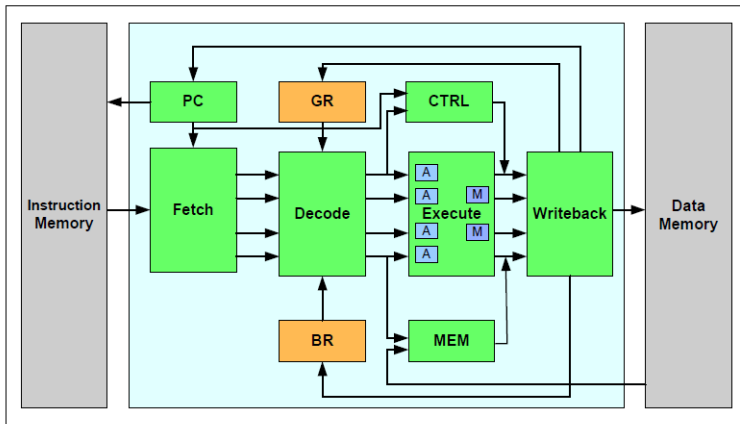 PC
GR
CTRL
Instruction
Memory
Fetch
Decode
A
A
A
A
M
M
Execute
Writeback
Data
Memory
BR
MEM